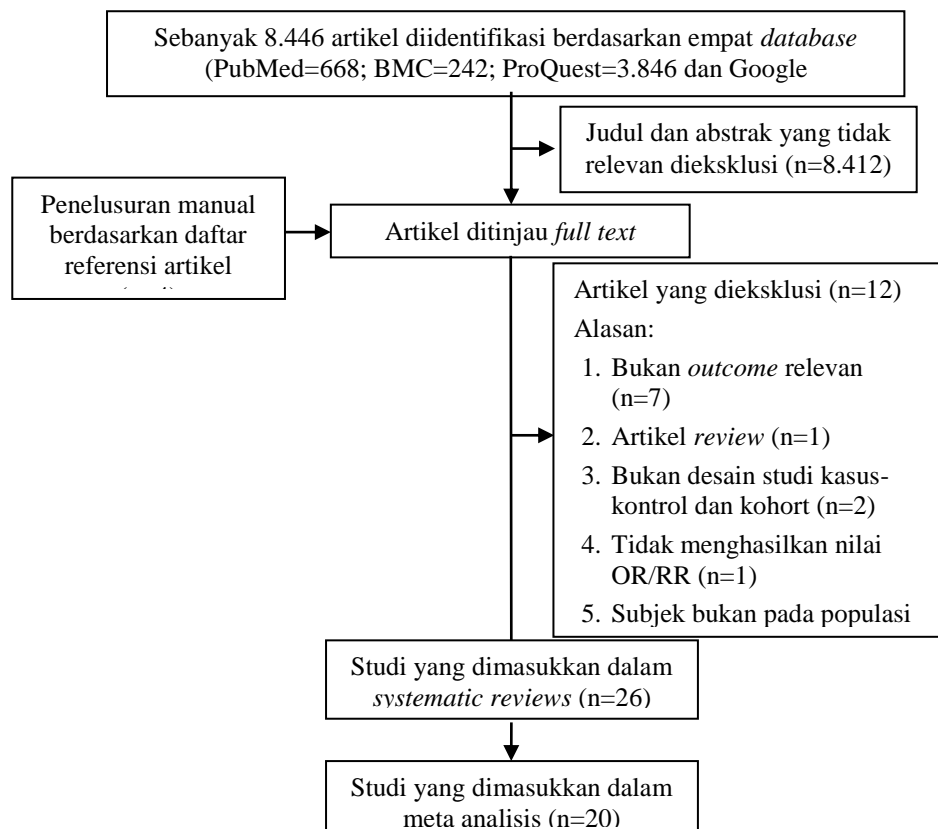 Sebanyak 8.446 artikel diidentifikasi berdasarkan empat database
(PubMed=668; BMC=242; ProQuest=3.846 dan Google
Judul dan abstrak yang tidak
relevan dieksklusi (n=8.412)
Penelusuran manual
berdasarkan daftar
referensi artikel
Artikel ditinjau full text
Artikel yang dieksklusi (n=12)
Alasan:
1. Bukan outcome relevan
(n=7)
2. Artikel review (n=1)
3. Bukan desain studi kasus-
kontrol dan kohort (n=2)
4. Tidak menghasilkan nilai
OR/RR (n=1)
5. Subjek bukan pada populasi
Studi yang dimasukkan dalam
systematic reviews (n=26)
Studi yang dimasukkan dalam
meta analisis (n=20)